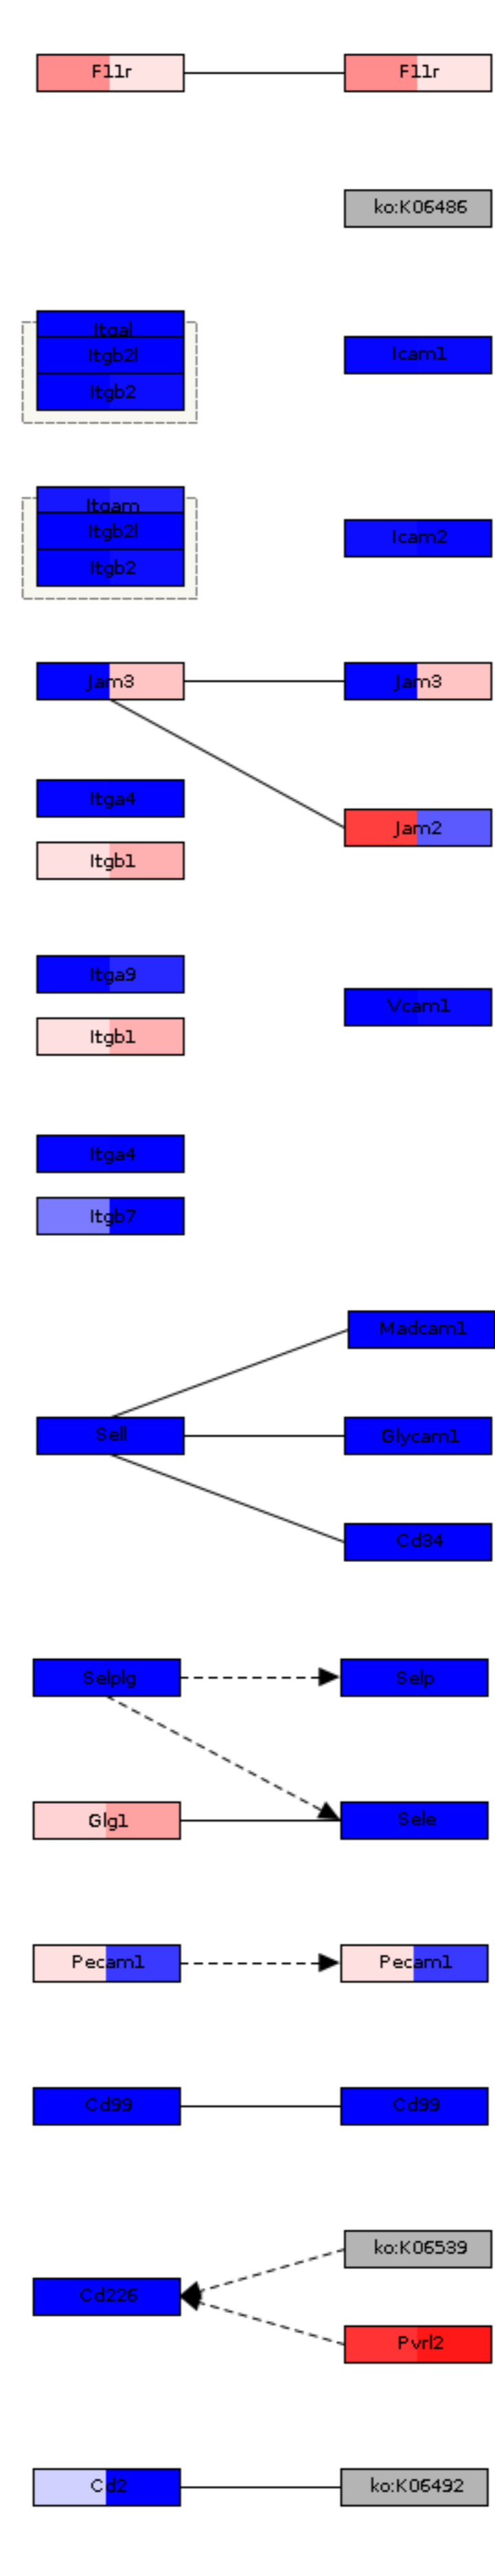 F11r
F11r
ko:K06486
Itgal
Itgb2l
Itgb2
Icam1
Itgam
Itgb2l
Itgb2
Icam2
Jam3
Jam3
Itga4
Jam2
Itgb1
Itga9
Vcam1
Itgb1
Itga4
Itgb7
Madcam1
Sell
Glycam1
Cd34
Selplg
Selp
Glg1
Sele
Pecam1
Pecam1
Cd99
Cd99
ko:K06539
Cd226
Pvrl2
Cd2
ko:K06492